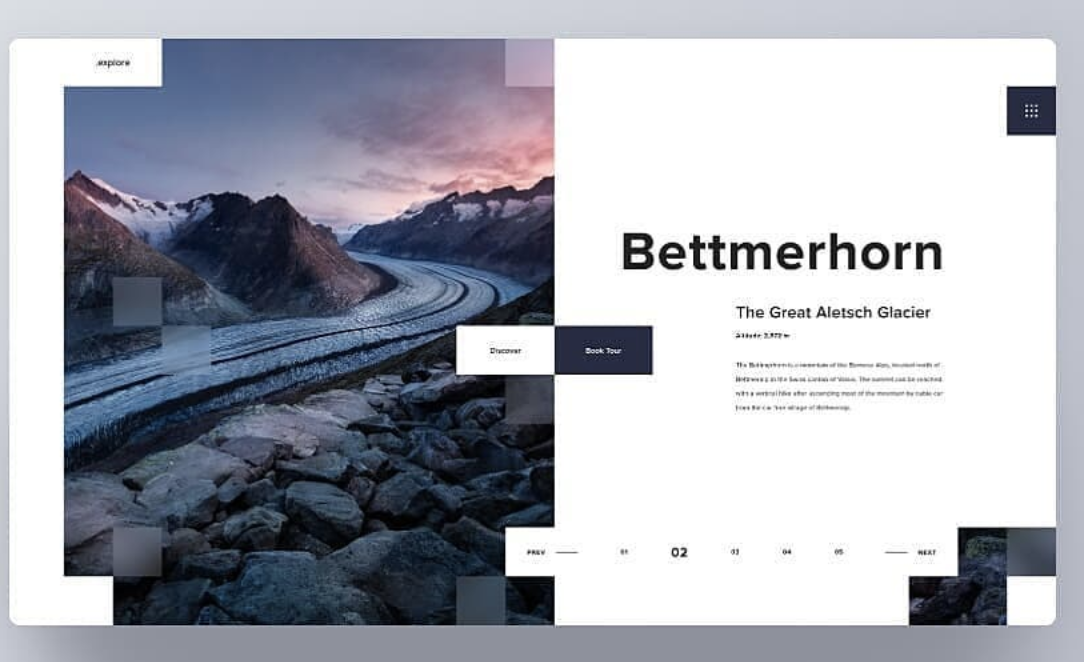 .explore
Bettmerhorn
The Great Aletsch Glacier
Altitude: 2,872 m
Discover
Book Tour
The Bettmerhorn is a mountain of the Bernese Alps, located north of
Bettmeralp in the Swiss canton of Valais. The summit can be reached
with a vertical hike after ascending most of the mountain by cable car
from the car free village of Bettmeralp.
PREV
01
02
03
04
05
NEXT